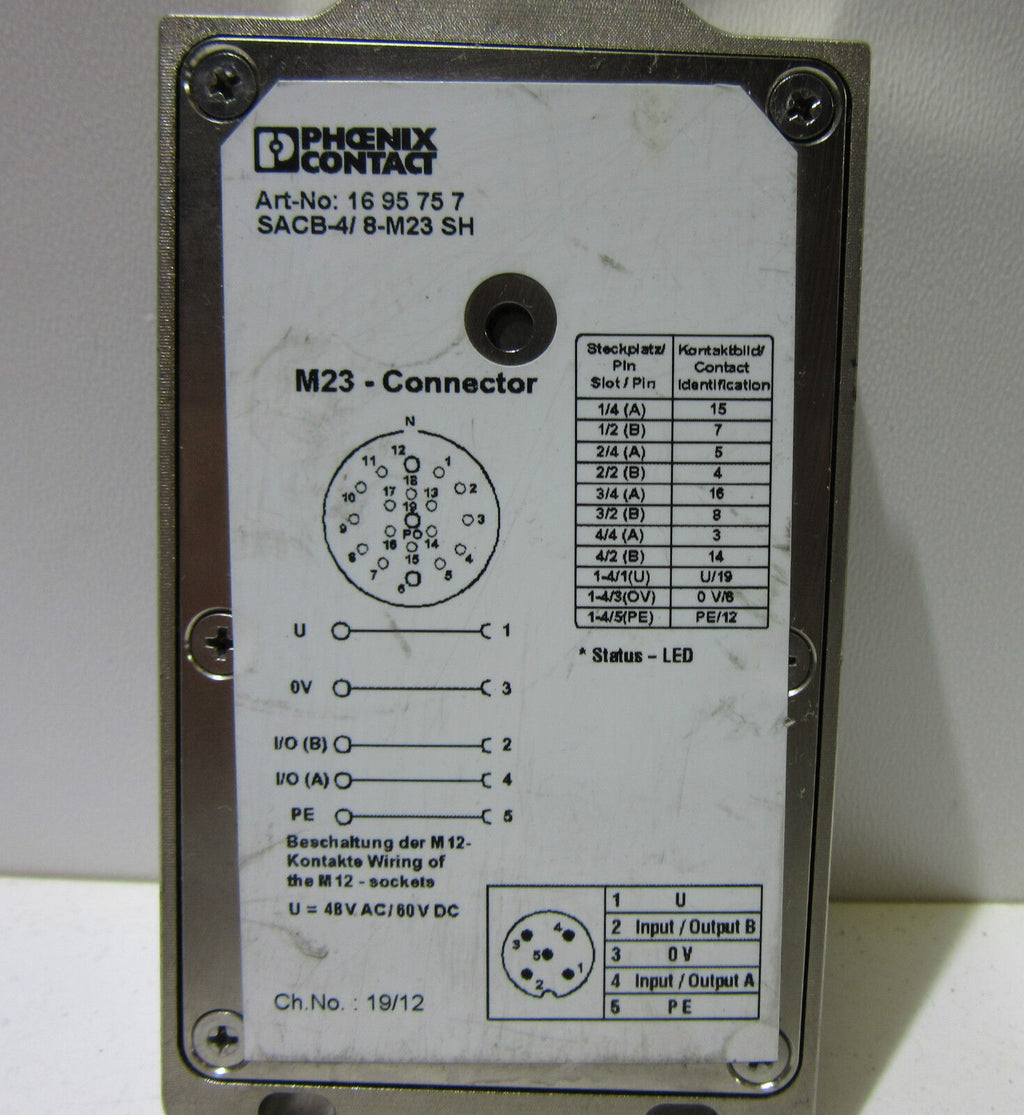 PHŒNIX
CONTACT
Art-No: 16 95 75 7
SACB-4/ 8-M23 SH
M23 - Connector
N
12
11
1
18
10
17
13
2
19
9
3
P
16
14
8
15
4
7
5
6
Steckplatz/ Pin Slot / Pin
Kontaktbild/ Contact Identification
1/4 (A) 15
1/2 (B) 7
2/4 (A) 5
2/2 (B) 4
3/4 (A) 16
3/2 (B) 8
4/4 (A) 3
4/2 (B) 14
1-4/1(U) U/19
1-4/3(OV) 0 V/6
1-4/5(PE) PE/12
* Status – LED
U 1
0V 3
I/O (B) 2
I/O (A) 4
PE 5
Beschaltung der M 12-
Kontakte Wiring of
the M 12 - sockets
U = 48V AC / 60V DC
Ch.No. : 19/12
3 4
5
2 1
1 U
2 Input / Output B
3 0 V
4 Input / Output A
5 P E